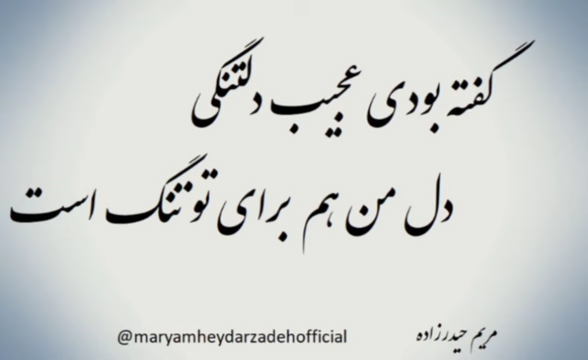 گفته بودی عجیب دلتنگی
دل من هم برای تو تنگ است
مریم حیدرزاده @maryamheydarzadehofficial